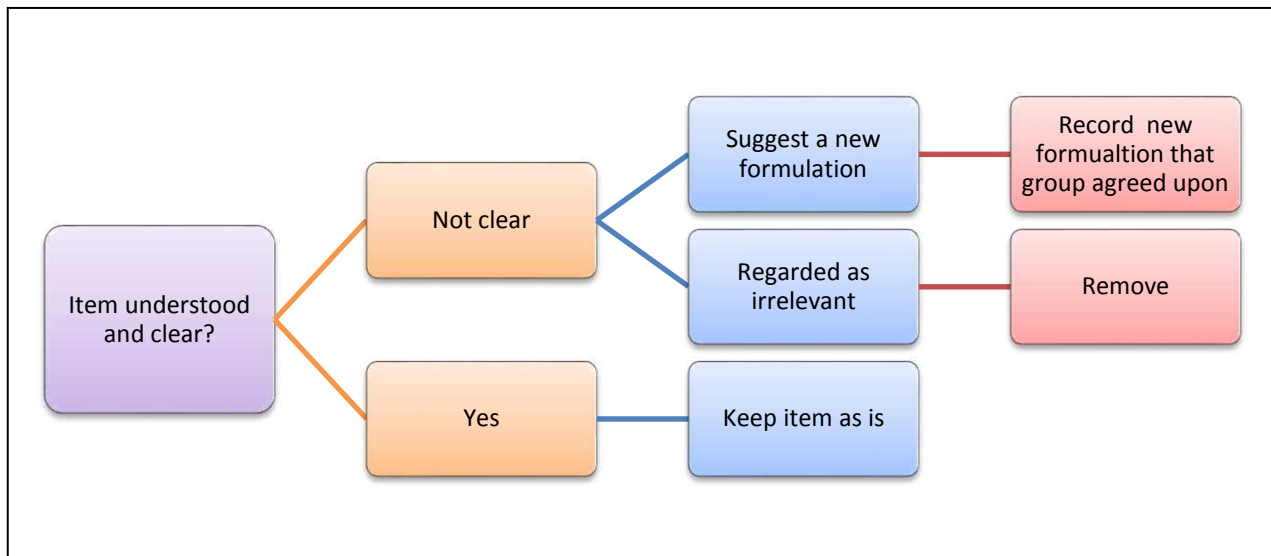 Item understood
and clear?
Not clear
Yes
Suggest a new
formulation
Regarded as
irrelevant
Keep item as is
Record  new
formualtion that
group agreed upon
Remove